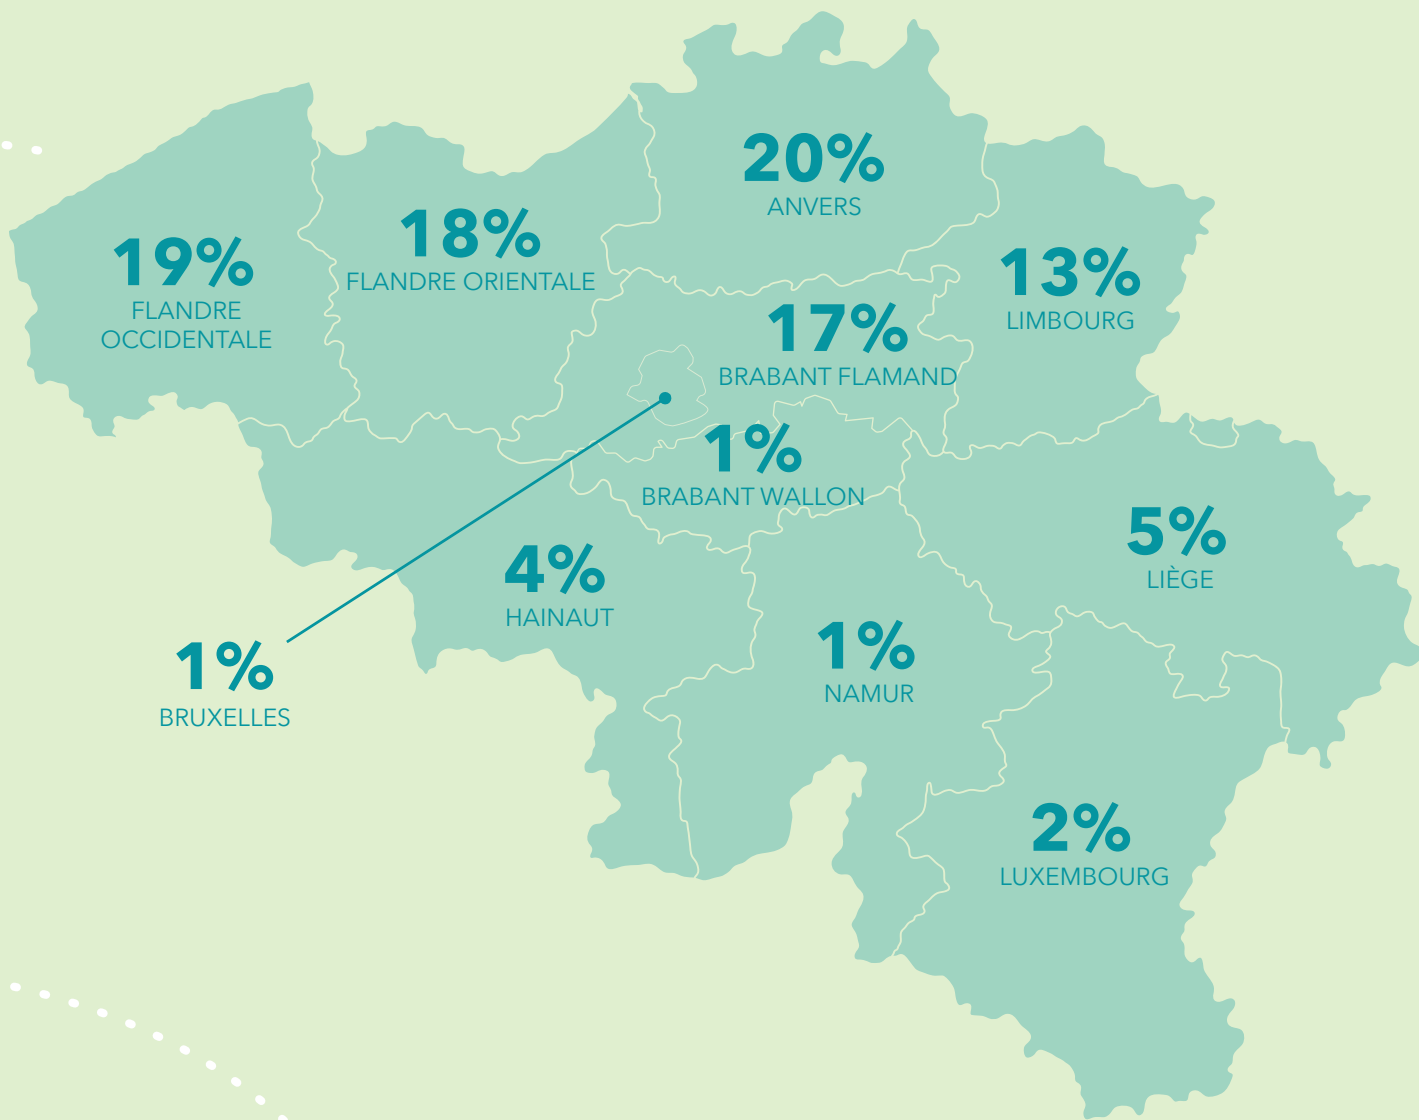 20%
ANVERS
18%
FLANDRE ORIENTALE
19%
FLANDRE
OCCIDENTALE
13%
LIMBOURG
17%
BRABANT FLAMAND
1%
BRABANT WALLON
5%
LIÈGE
4%
HAINAUT
1%
NAMUR
1%
BRUXELLES
2%
LUXEMBOURG